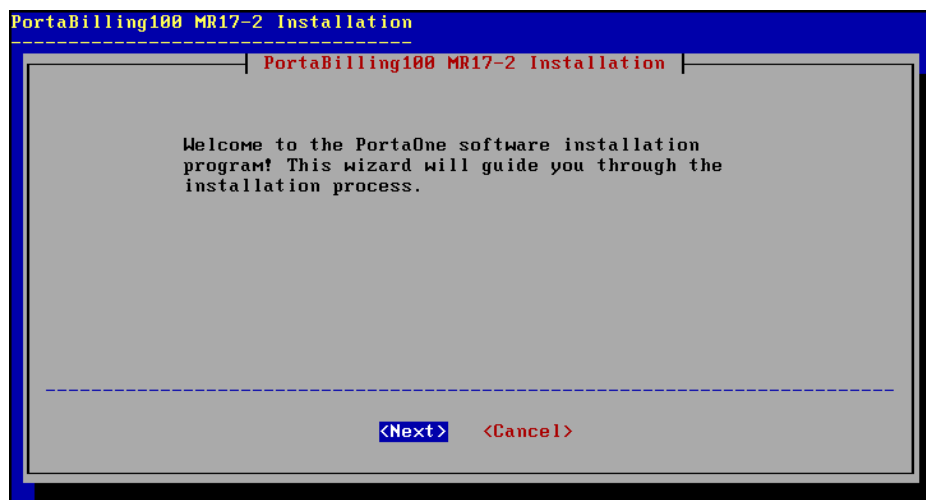 PortaBilling100 MR17-2 Installation
PortaBilling100 MR17-2 Installation
Welcome to the PortaOne software installation
program! This wizard will guide you through the
installation process.
<Next> <Cancel>